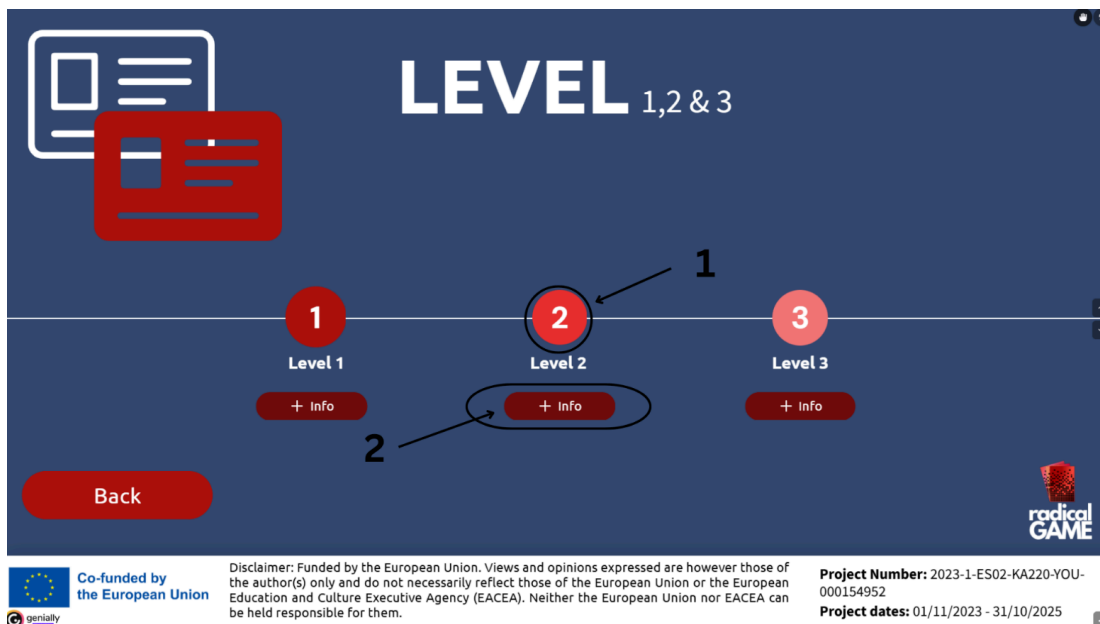 LEVEL 1,2 & 3
1
1
2
3
Level 1
Level 2
Level 3
+ Info
+ Info
+ Info
2
Back
radical
GAME
Co-funded by
the European Union
Disclaimer: Funded by the European Union. Views and opinions expressed are however those of
the author(s) only and do not necessarily reflect those of the European Union or the European
Education and Culture Executive Agency (EACEA). Neither the European Union nor EACEA can
be held responsible for them.
Project Number: 2023-1-ES02-KA220-YOU-
000154952
Project dates: 01/11/2023 - 31/10/2025
genially